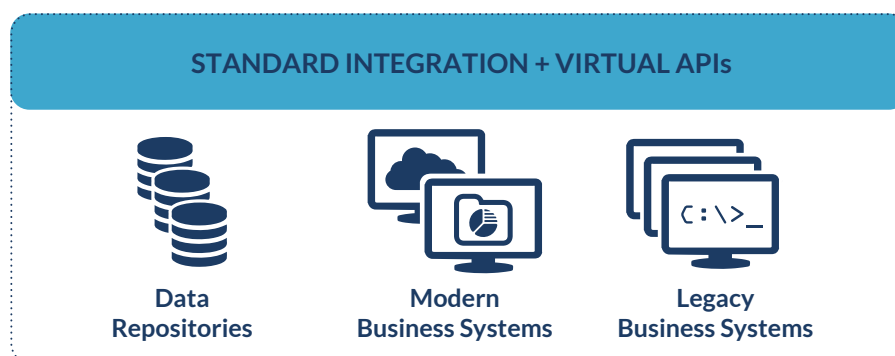 STANDARD INTEGRATION + VIRTUAL APIs
C:\>_
Data
Repositories
Modern
Business Systems
Legacy
Business Systems